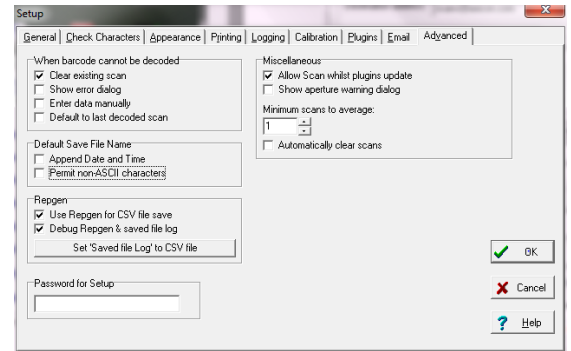 Setup
General
Check Characters
Appearance
Printing
Logging
Calibration
Plugins
Email
Advanced
When barcode cannot be decoded
Clear existing scan
Show error dialog
Enter data manually
Default to last decoded scan
Default Save File Name
Append Date and Time
Permit non-ASCII characters
Repgen
Use Repgen for CSV file save
Debug Repgen & saved file log
Set 'Saved file Log' to CSV file
Password for Setup
Miscellaneous
Allow Scan whilst plugins update
Show aperture warning dialog
Minimum scans to average:
1
Automatically clear scans
OK
Cancel
Help